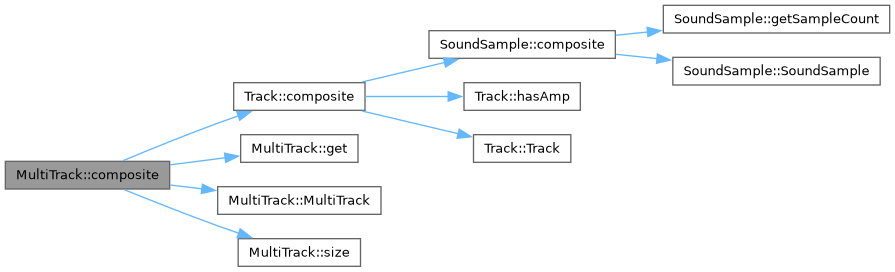 MultiTrack::composite
Track::composite
MultiTrack::get
MultiTrack::MultiTrack
MultiTrack::size
SoundSample::composite
Track::hasAmp
Track::Track
SoundSample::getSampleCount
SoundSample::SoundSample